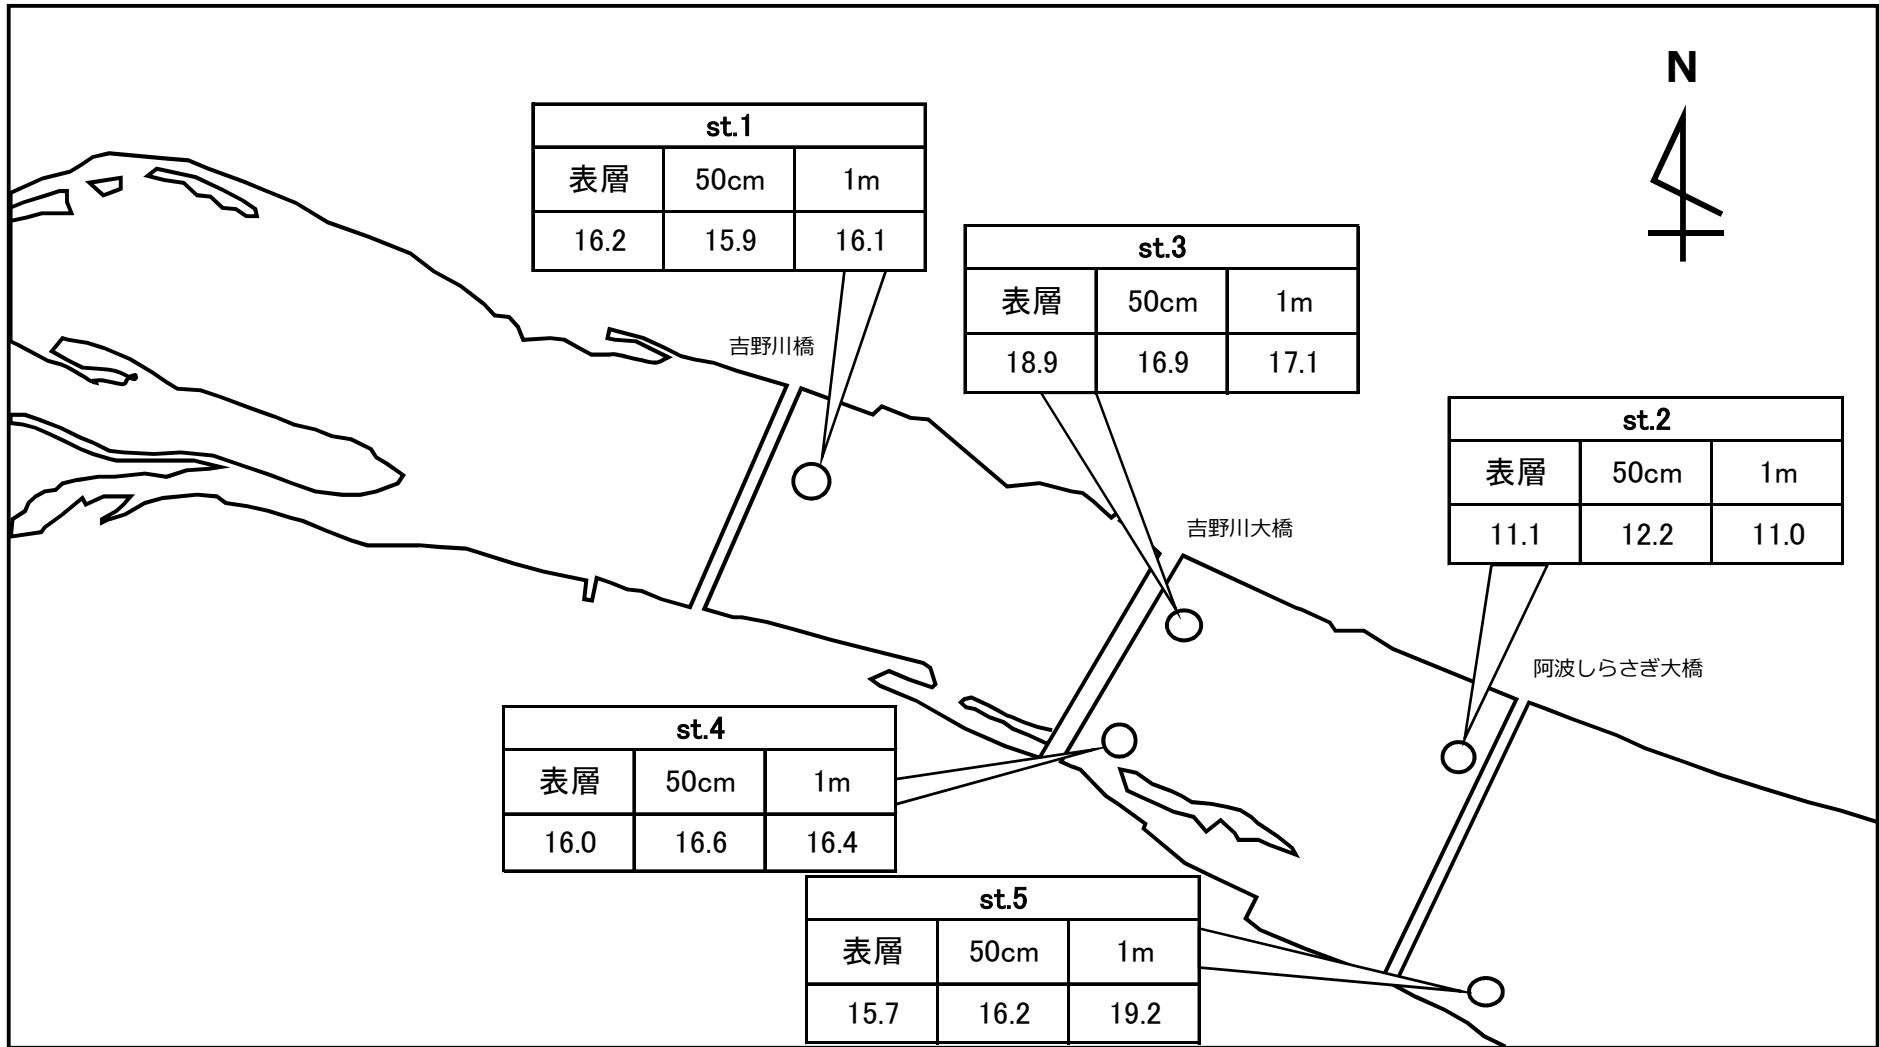 N
st.1
表層 50cm 1m
16.2 15.9 16.1
st.3
表層 50cm 1m
18.9 16.9 17.1
吉野川橋
st.2
表層 50cm 1m
11.1 12.2 11.0
吉野川大橋
阿波しらさぎ大橋
st.4
表層 50cm 1m
16.0 16.6 16.4
st.5
表層 50cm 1m
15.7 16.2 19.2